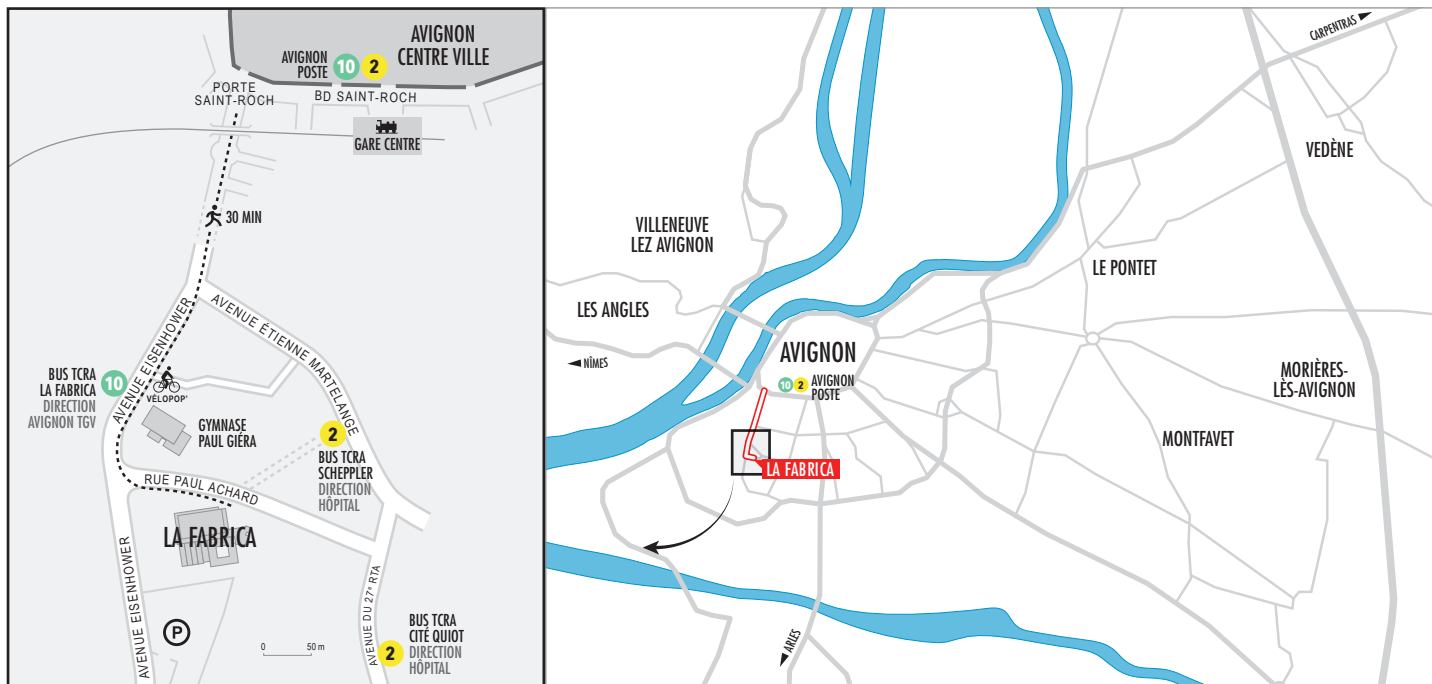 AVIGNON
CENTRE VILLE
AVIGNON
POSTE
10
2
PORTE
SAINT-ROCH
BD SAINT-ROCH
GARE CENTRE
30 MIN
AVENUE EISENHOWER
AVENUE ÉTIENNE MARTELANGE
BUS TCRA
LA FABRICA
DIRECTION
AVIGNON TGV
10
VÉLOPOP'
GYMNASE
PAUL GIÉRA
2
BUS TCRA
SCHEPPLER
DIRECTION
HÔPITAL
RUE PAUL ACHARD
LA FABRICA
AVENUE EISENHOWER
P
0 50 m
AVENUE DU 27e RTA
2
BUS TCRA
CITÉ QUIOT
DIRECTION
HÔPITAL
CARPENTRAS
VEDÈNE
VILLENEUVE
LEZ AVIGNON
LE PONTET
LES ANGLES
NÎMES
AVIGNON
10
2
AVIGNON
POSTE
MORIÈRES-
LÈS-AVIGNON
MONTFAVET
LA FABRICA
ARLES